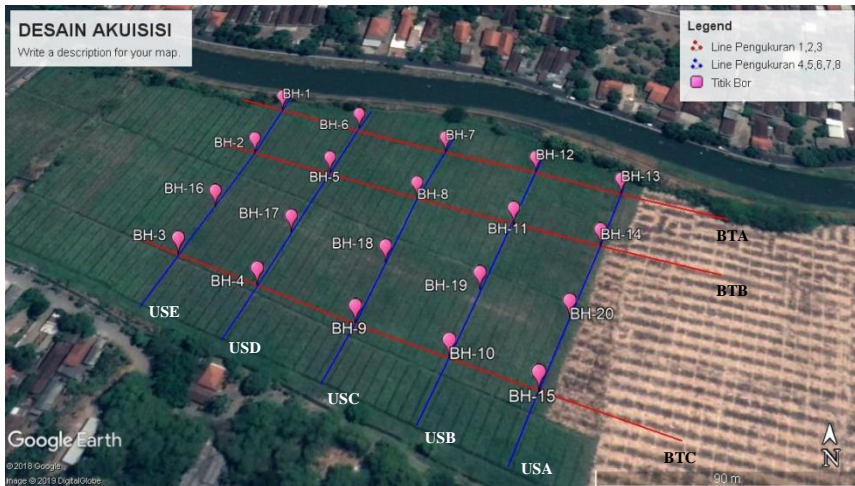 DESAIN AKUISISI
Write a description for your map.
Legend
Line Pengukuran 1,2,3
Line Pengukuran 4,5,6,7,8
Titik Bor
BH-1
BH-6
BH-7
BH-2
BH-12
BH-5
BH-13
BH-16
BH-8
BH-17
BH-11
BH-14
BTA
BH-3
BH-18
BTB
BH-4
BH-19
USE
BH-20
BH-9
USD
BH-10
USC
BH-15
USB
BTC
USA
Google Earth
N
© 2018 Google
Image © 2019 DigitalGlobe
90 m